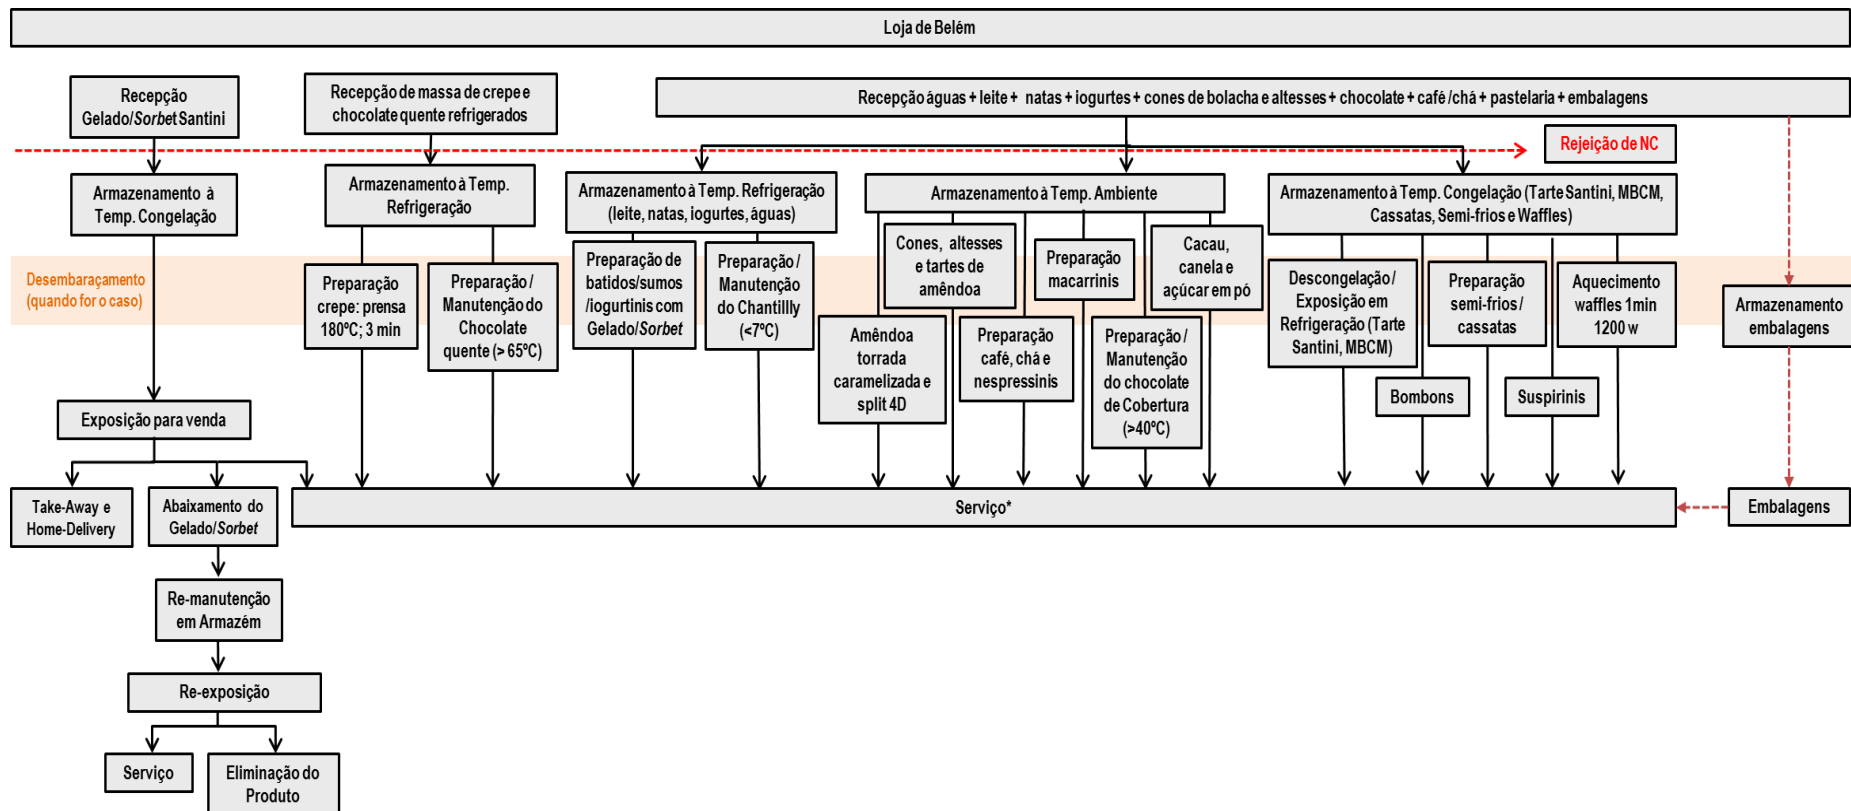 Loja de Belém
Recepção
Gelado/Sorbet Santini
Recepção de massa de crepe e
chocolate quente refrigerados
Recepção águas + leite + natas + iogurtes + cones de bolacha e altesses + chocolate + café /chá + pastelaria + embalagens
Rejeição de NC
Armazenamento à
Temp. Congelação
Armazenamento à Temp.
Refrigeração
Armazenamento à Temp. Refrigeração
(leite, natas, iogurtes, águas)
Armazenamento à Temp. Ambiente
Armazenamento à Temp. Congelação (Tarte Santini, MBCM,
Cassatas, Semi-frios e Waffles)
Desembaraçamento
(quando for o caso)
Preparação
crepe: prensa
180ºC; 3 min
Preparação /
Manutenção do
Chocolate
quente (> 65ºC)
Preparação de
batidos/sumos
/iogurtinis com
Gelado/Sorbet
Preparação /
Manutenção
do Chantillly
(<7ºC)
Amêndoa
torrada
caramelizada e
split 4D
Cones, altesses
e tartes de
amêndoa
Preparação
café, chá e
nespressinis
Preparação
macarrinis
Preparação /
Manutenção
do chocolate
de Cobertura
(>40ºC)
Cacau,
canela e
açúcar em pó
Descongelação /
Exposição em
Refrigeração (Tarte
Santini, MBCM)
Bombons
Preparação
semi-frios /
cassatas
Suspirinis
Aquecimento
waffles 1min
1200 w
Armazenamento
embalagens
Exposição para venda
Take-Away e
Home-Delivery
Abaixamento do
Gelado/Sorbet
Serviço*
Embalagens
Re-manutenção
em Armazém
Re-exposição
Serviço
Eliminação do
Produto